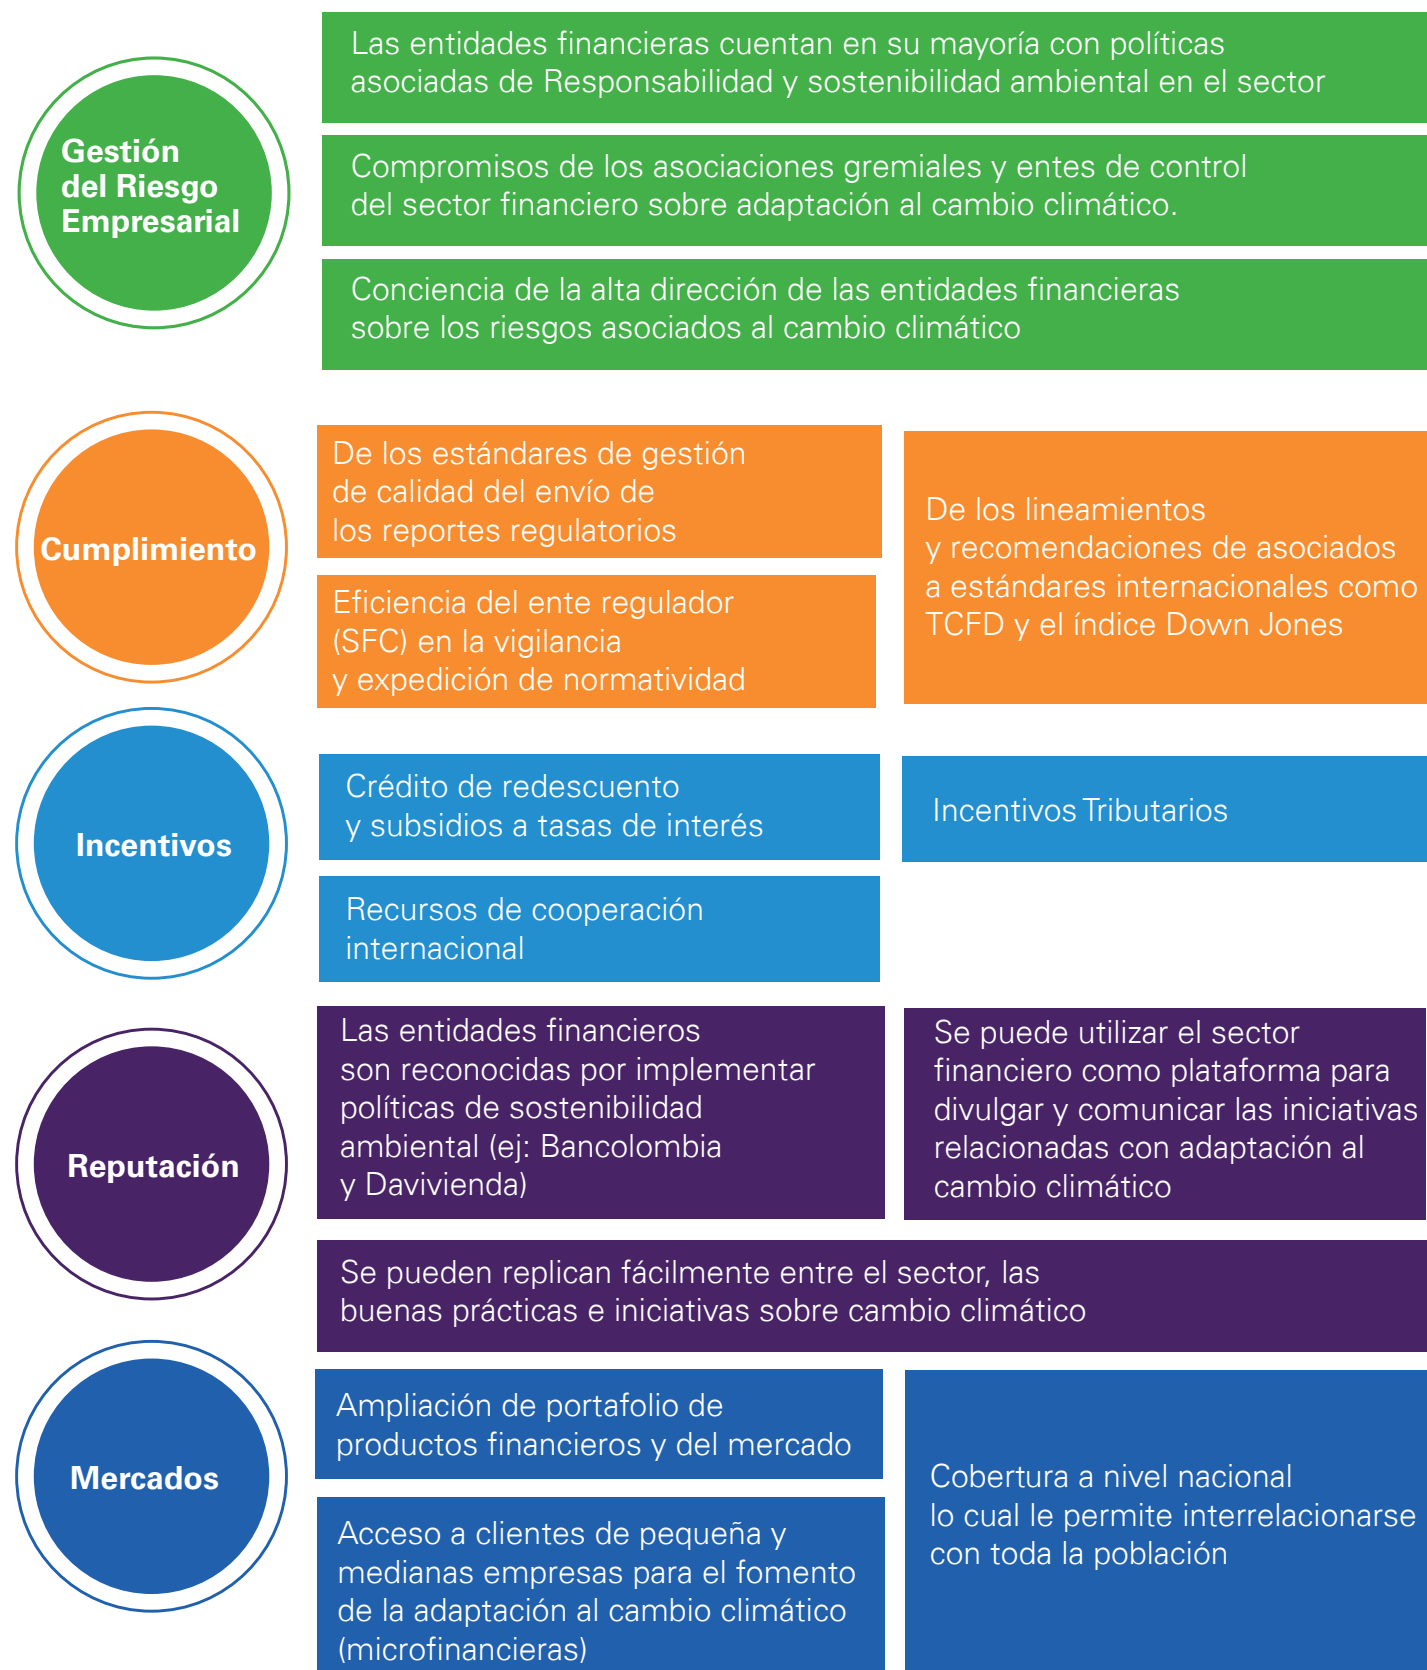 Gestión
del Riesgo
Empresarial
Las entidades financieras cuentan en su mayoría con políticas
asociadas de Responsabilidad y sostenibilidad ambiental en el sector
Compromisos de los asociaciones gremiales y entes de control
del sector financiero sobre adaptación al cambio climático.
Conciencia de la alta dirección de las entidades financieras
sobre los riesgos asociados al cambio climático
Cumplimiento
De los estándares de gestión
de calidad del envío de
los reportes regulatorios
Eficiencia del ente regulador
(SFC) en la vigilancia
y expedición de normatividad
De los lineamientos
y recomendaciones de asociados
a estándares internacionales como
TCFD y el índice Down Jones
Incentivos
Crédito de redescuento
y subsidios a tasas de interés
Incentivos Tributarios
Recursos de cooperación
internacional
Reputación
Las entidades financieros
son reconocidas por implementar
políticas de sostenibilidad
ambiental (ej: Bancolombia
y Davivienda)
Se puede utilizar el sector
financiero como plataforma para
divulgar y comunicar las iniciativas
relacionadas con adaptación al
cambio climático
Se pueden replican fácilmente entre el sector, las
buenas prácticas e iniciativas sobre cambio climático
Mercados
Ampliación de portafolio de
productos financieros y del mercado
Acceso a clientes de pequeña y
medianas empresas para el fomento
de la adaptación al cambio climático
(microfinancieras)
Cobertura a nivel nacional
lo cual le permite interrelacionarse
con toda la población